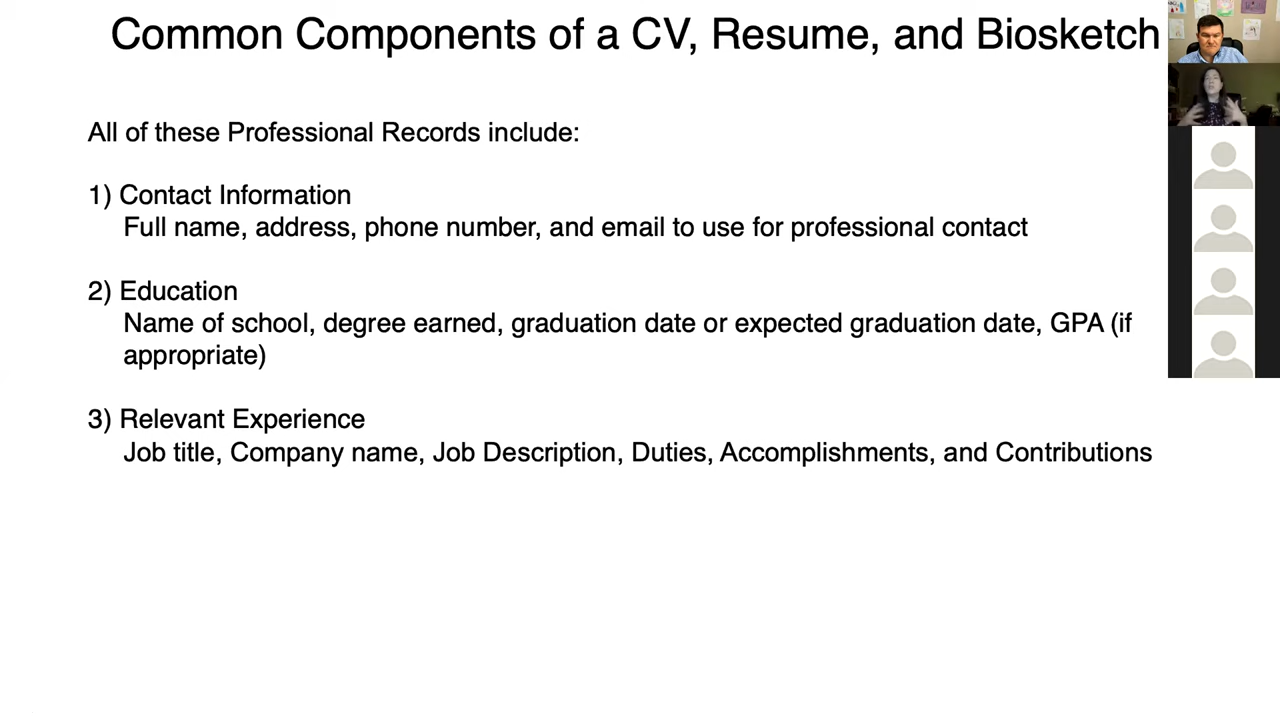 Common Components of a CV, Resume, and Biosketch
All of these Professional Records include:
1) Contact Information
Full name, address, phone number, and email to use for professional contact
2) Education
Name of school, degree earned, graduation date or expected graduation date, GPA (if
appropriate)
3) Relevant Experience
Job title, Company name, Job Description, Duties, Accomplishments, and Contributions